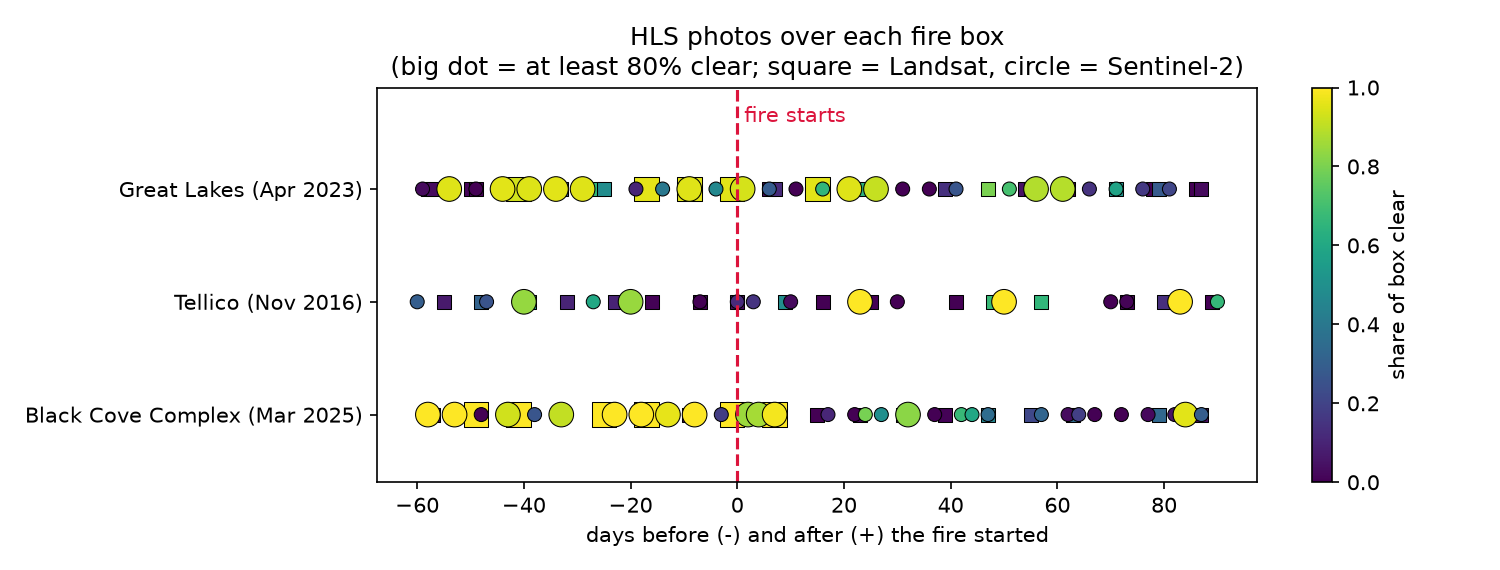 HLS photos over each fire box
(big dot = at least 80% clear; square = Landsat, circle = Sentinel-2)
fire starts
Great Lakes (Apr 2023)
Tellico (Nov 2016)
Black Cove Complex (Mar 2025)
−60 −40 −20 0 20 40 60 80
days before (-) and after (+) the fire started
1.0
0.8
0.6
0.4
0.2
0.0
share of box clear